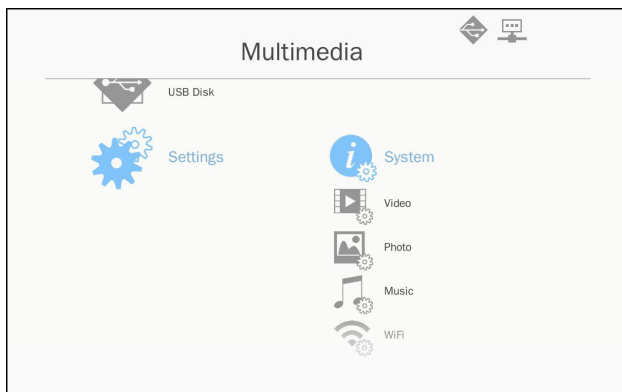 Multimedia
USB Disk
Settings
System
Video
Photo
Music
WiFi